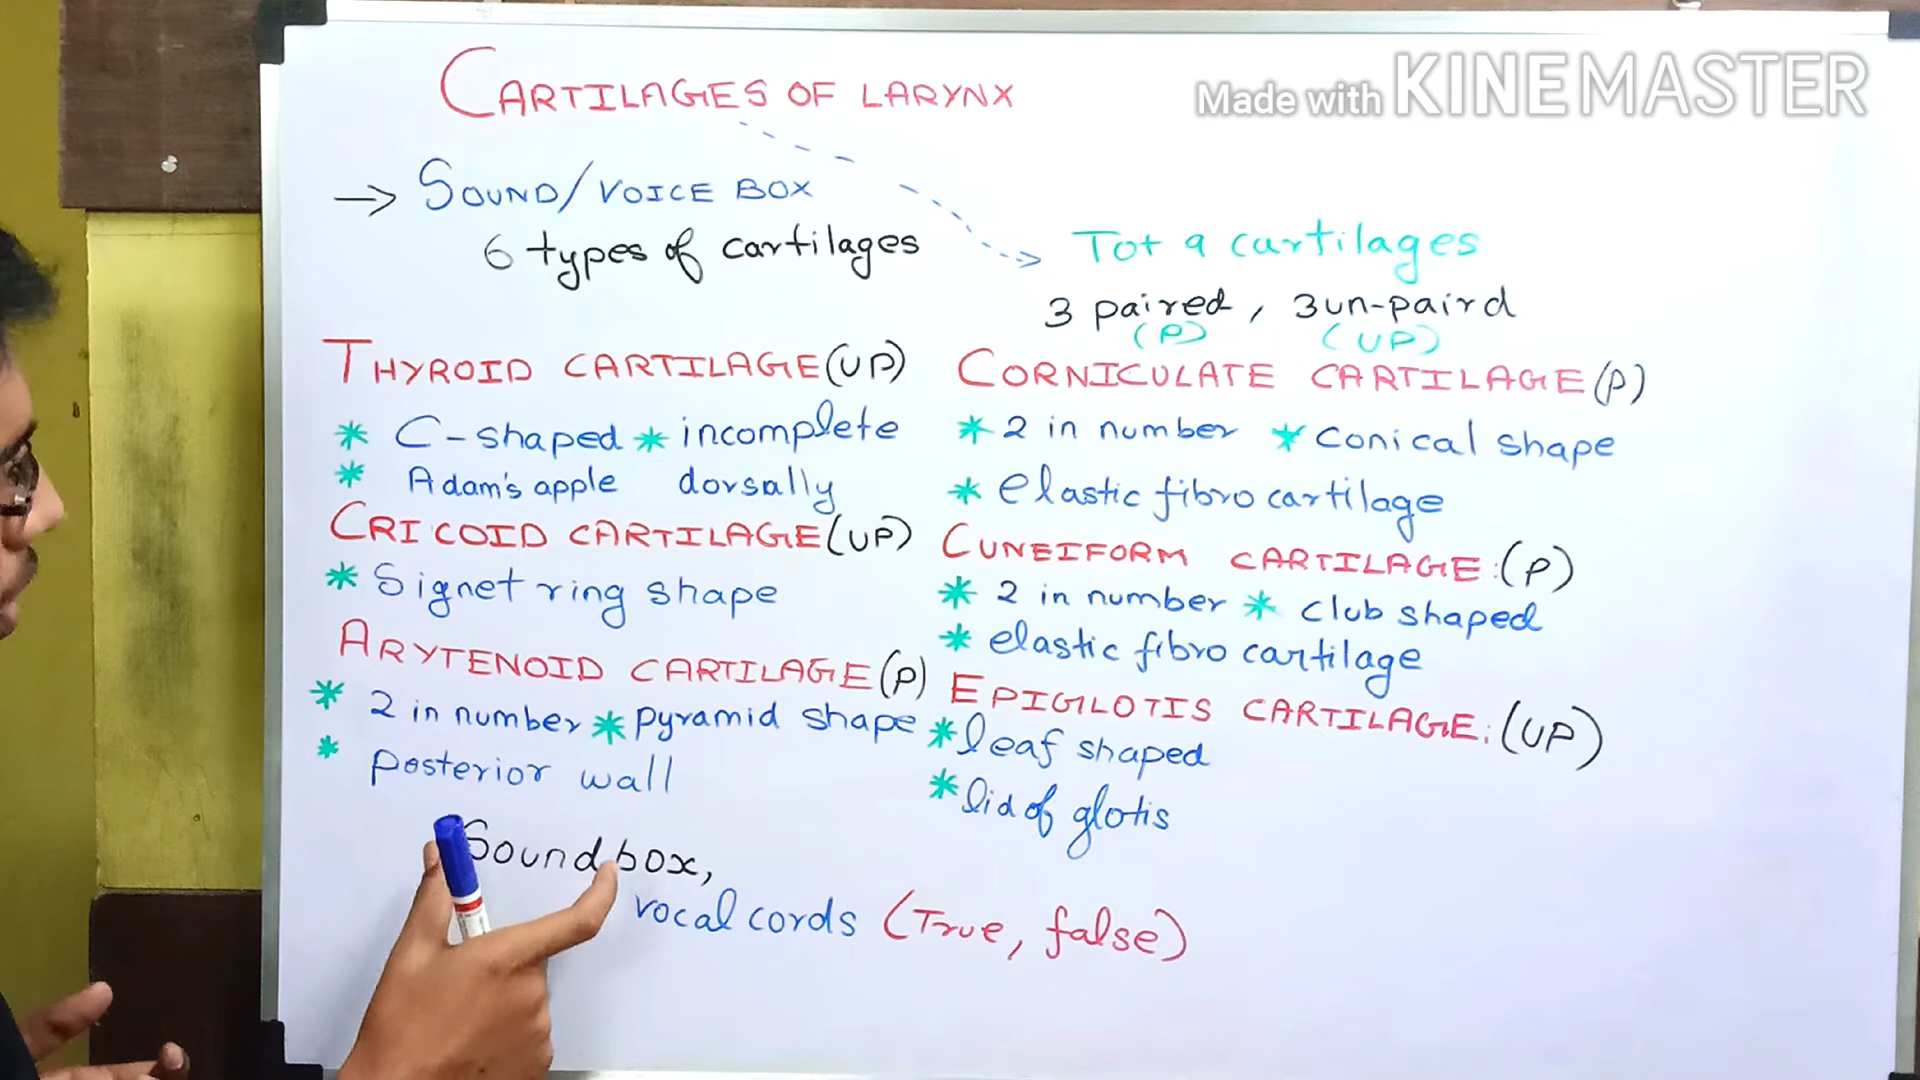 CARTILAGES OF LARYNX
Made with KINEMASTER
→ SOUND/VOICE BOX
6 types of cartilages
Tot 9 cartilages
3 paired, 3 un-paird
(P) (UP)
THYROID CARTILAGE (UP)
* C-shaped * incomplete
* Adam's apple dorsally
CRICOID CARTILAGE (UP)
* Signet ring shape
ARYTENOID CARTILAGE (P)
* 2 in number * pyramid shape
* Posterior wall
CORNICULATE CARTILAGE (P)
* 2 in number * conical shape
* elastic fibro cartilage
CUNEIFORM CARTILAGE: (P)
* 2 in number * club shaped
* elastic fibro cartilage
EPIGLOTIS CARTILAGE: (UP)
* leaf shaped
* lid of glotis
Sound box,
vocal cords (True, false)